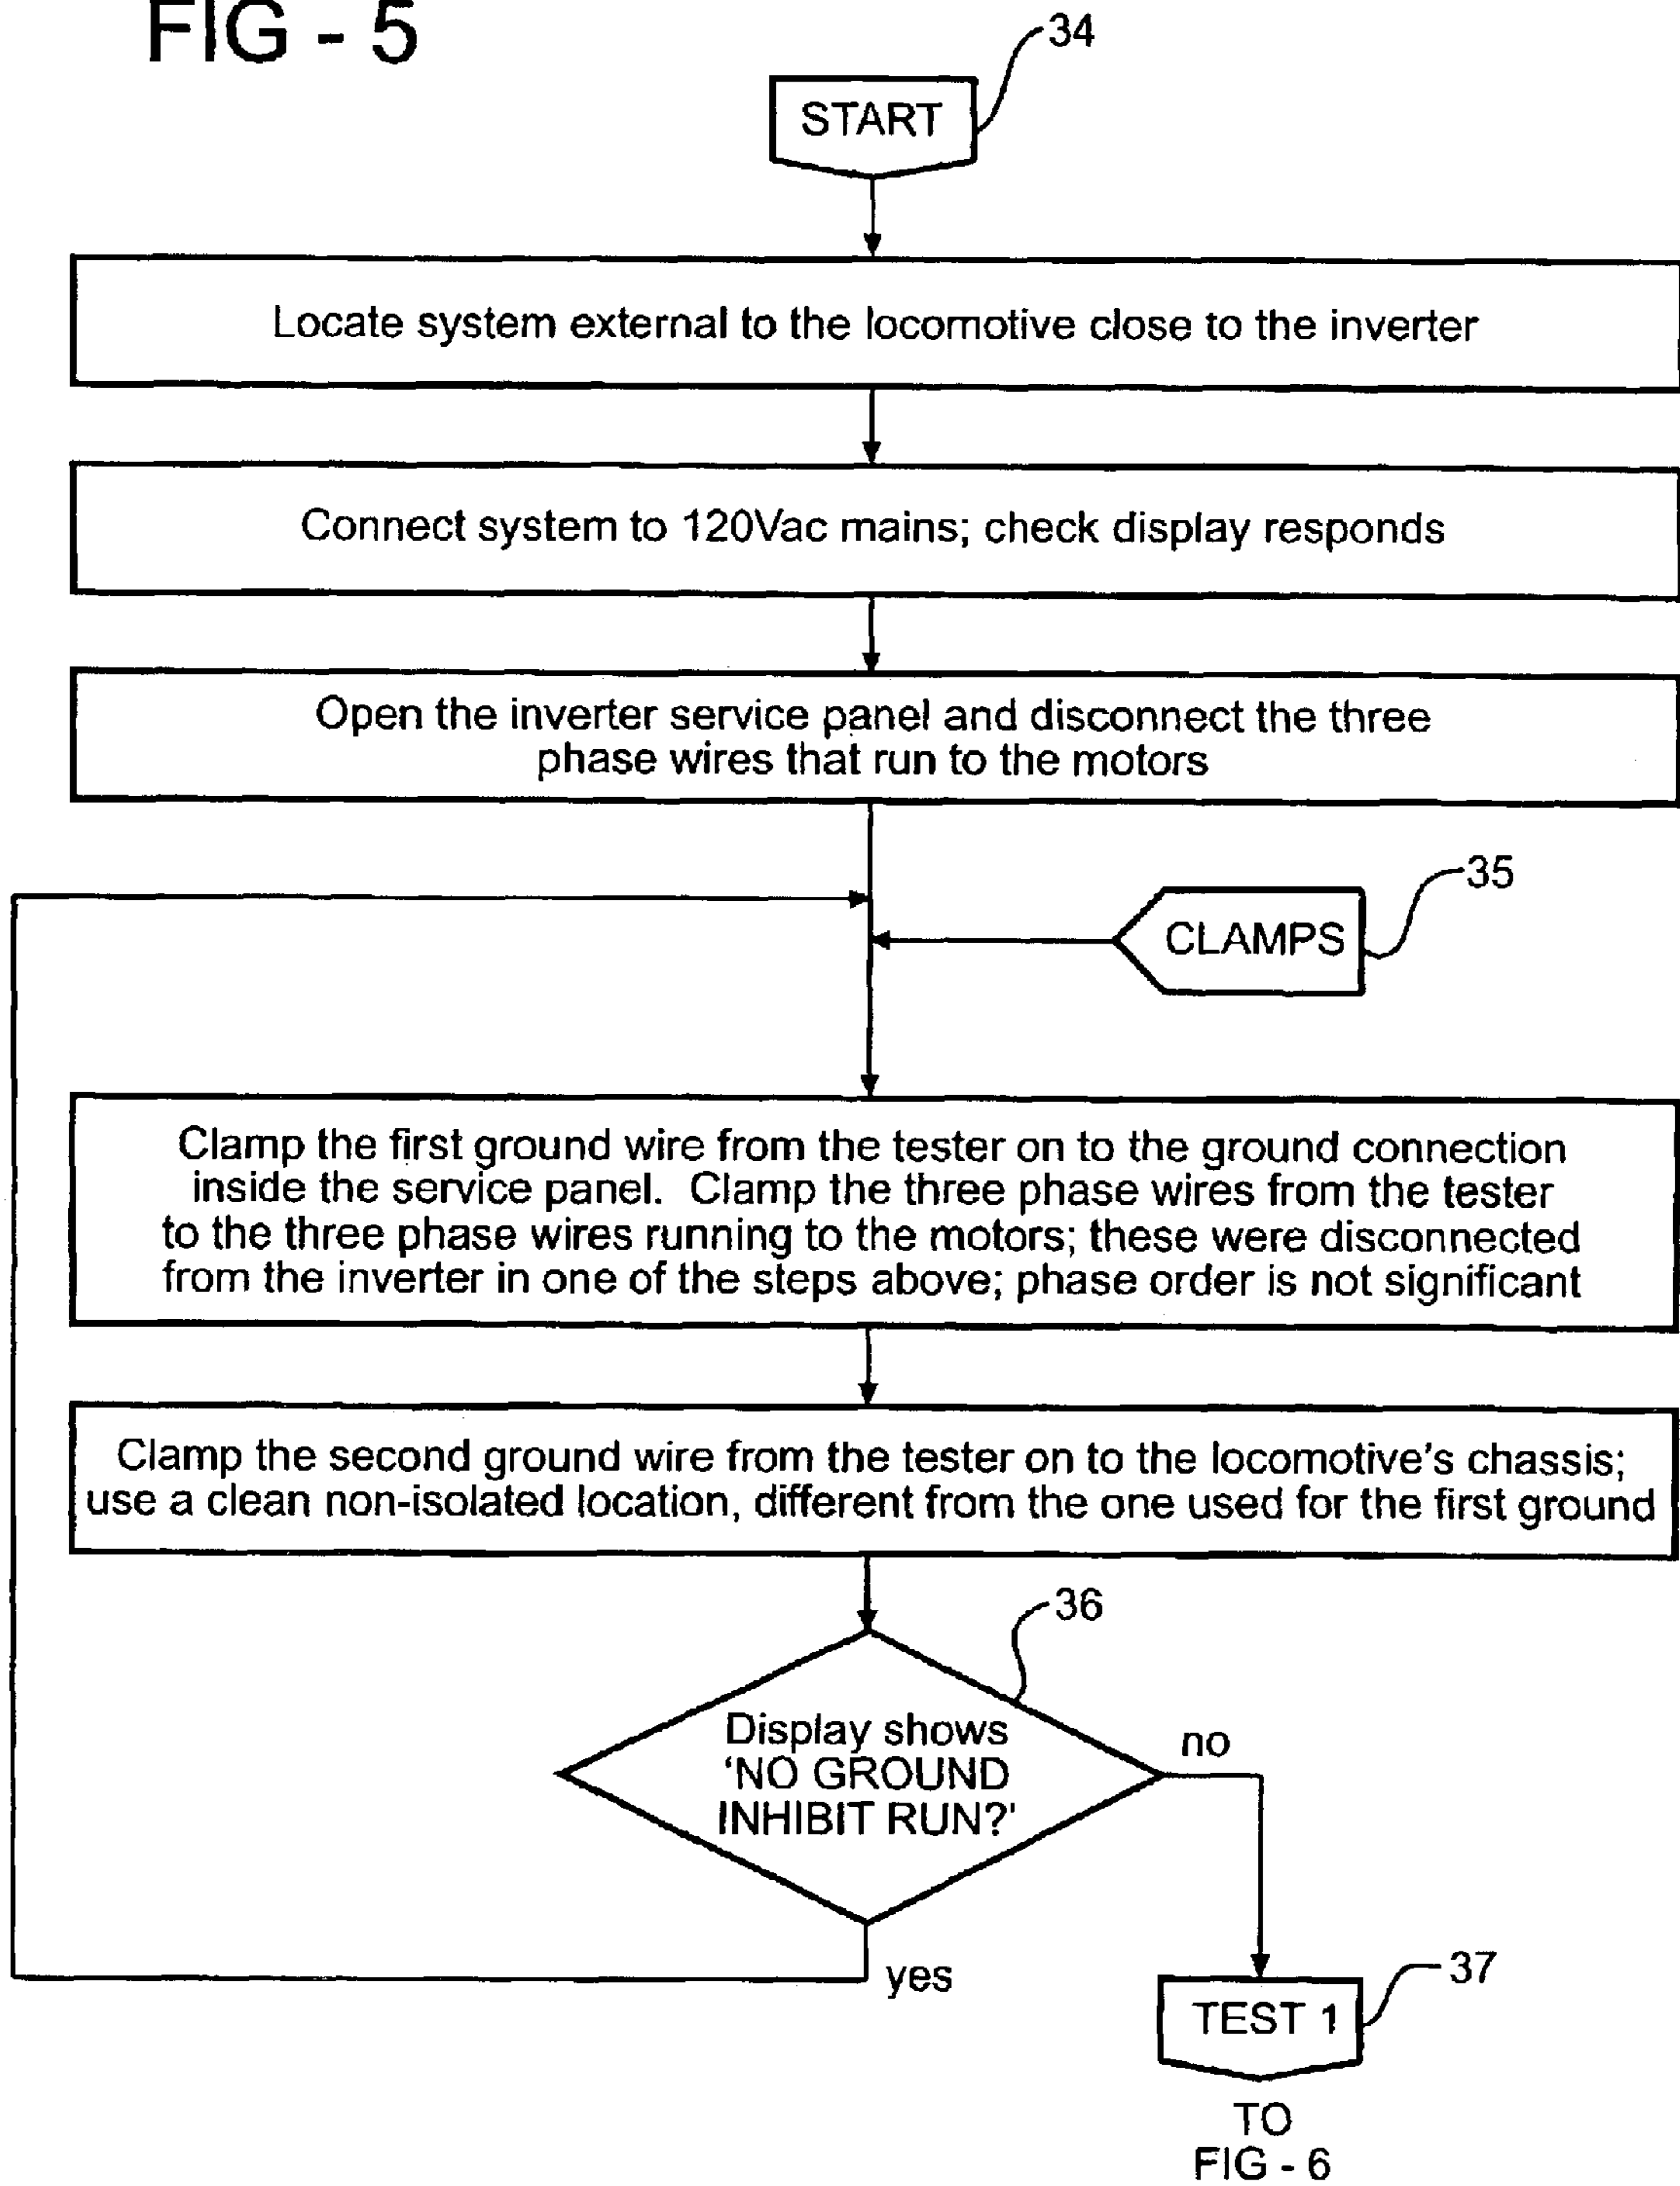 FIG - 5
34
START
Locate system external to the locomotive close to the inverter
Connect system to 120Vac mains; check display responds
Open the inverter service panel and disconnect the three
phase wires that run to the motors
35
CLAMPS
Clamp the first ground wire from the tester on to the ground connection
inside the service panel. Clamp the three phase wires from the tester
to the three phase wires running to the motors; these were disconnected
from the inverter in one of the steps above; phase order is not significant
Clamp the second ground wire from the tester on to the locomotive's chassis;
use a clean non-isolated location, different from the one used for the first ground
36
Display shows
'NO GROUND
INHIBIT RUN?'
no
yes
37
TEST 1
TO
FIG - 6